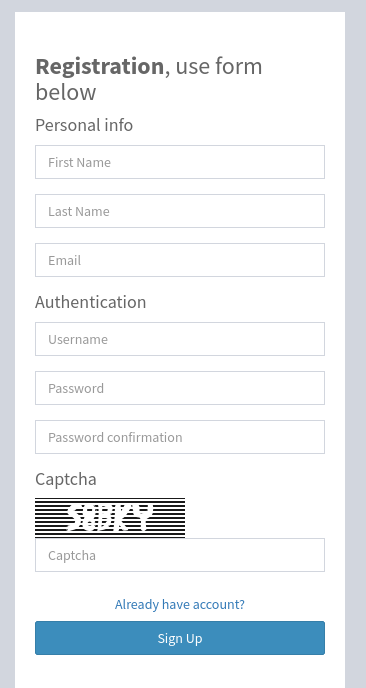 Registration, use form
below
Personal info
First Name
Last Name
Email
Authentication
Username
Password
Password confirmation
Captcha
Captcha
Already have account?
Sign Up